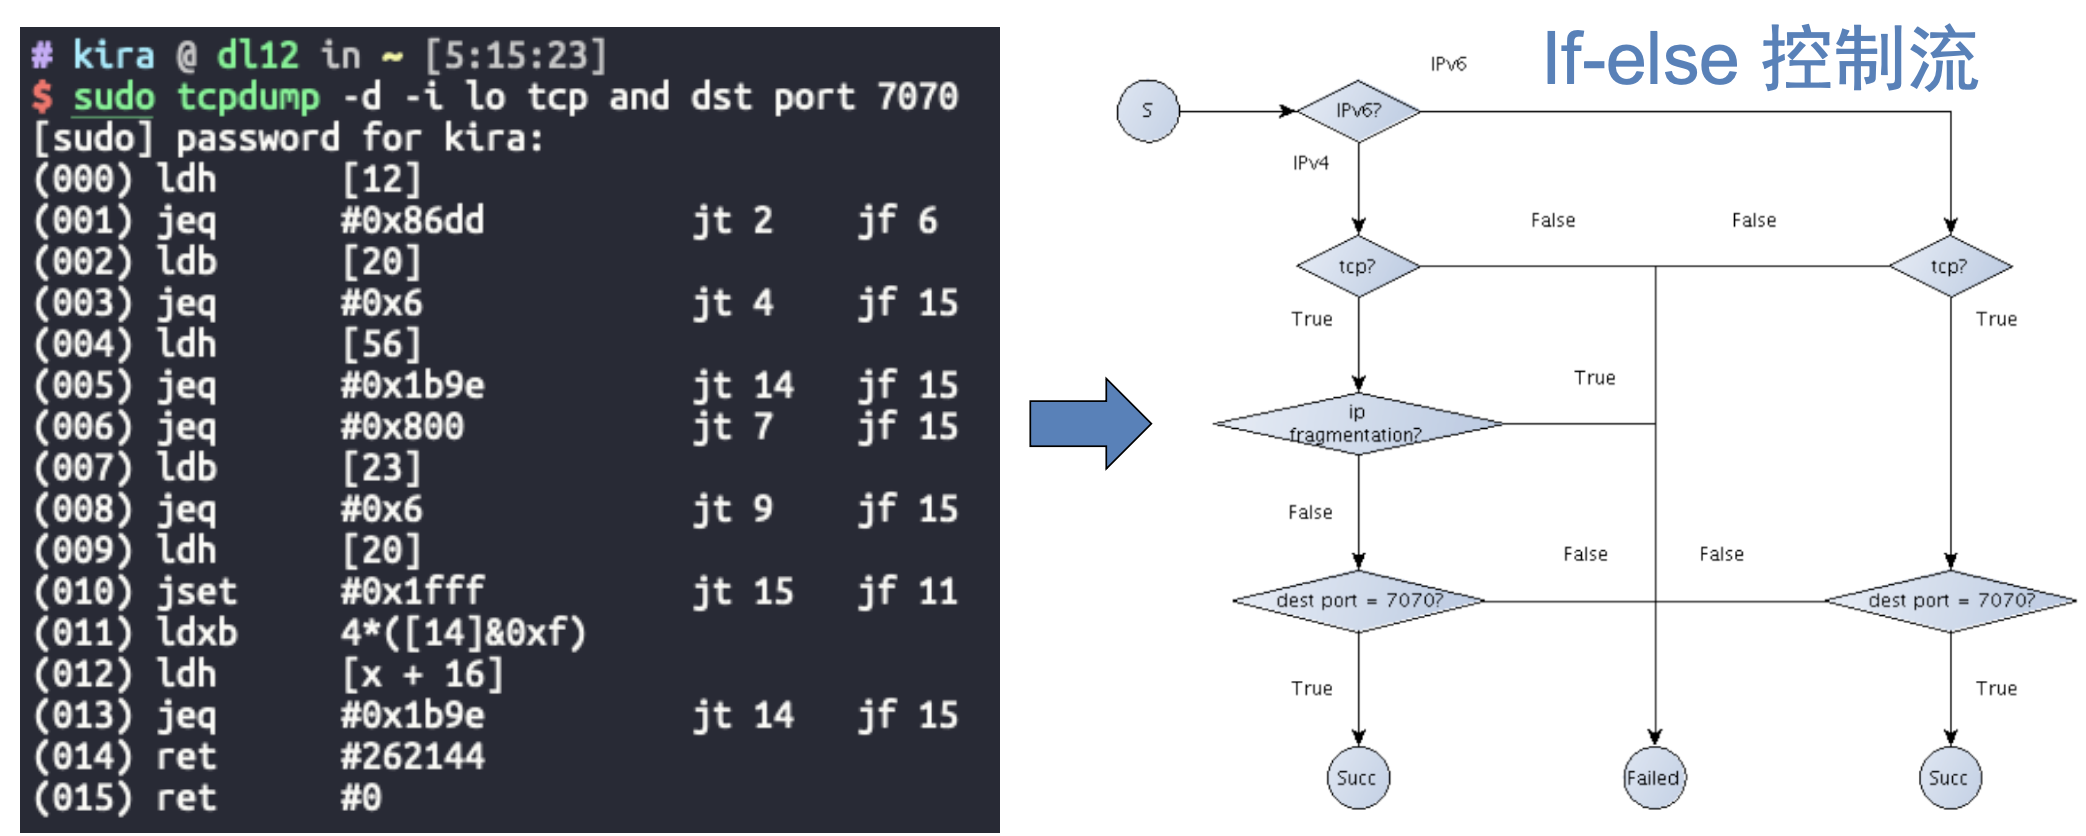 # kira @ dl12 in ~ [5:15:23]
$ sudo tcpdump -d -i lo tcp and dst port 7070
[sudo] password for kira:
(000) ldh [12]
(001) jeq #0x86dd jt 2 jf 6
(002) ldb [20]
(003) jeq #0x6 jt 4 jf 15
(004) ldh [56]
(005) jeq #0x1b9e jt 14 jf 15
(006) jeq #0x800 jt 7 jf 15
(007) ldb [23]
(008) jeq #0x6 jt 9 jf 15
(009) ldh [20]
(010) jset #0x1fff jt 15 jf 11
(011) ldxb 4*([14]&0xf)
(012) ldh [x + 16]
(013) jeq #0x1b9e jt 14 jf 15
(014) ret #262144
(015) ret #0
If-else 控制流
IPv6
S
IPv6?
IPv4
False
False
tcp?
tcp?
True
True
True
ip
fragmentation?
False
False
False
dest port = 7070?
dest port = 7070?
True
True
Succ
Failed
Succ